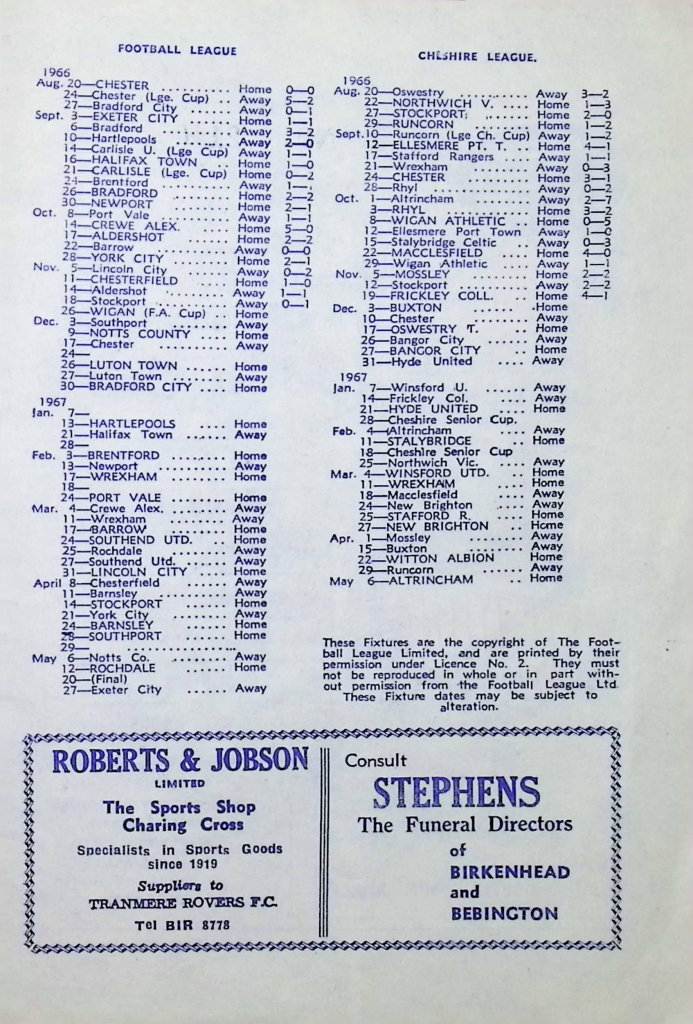 FOOTBALL LEAGUE
1966
Aug. 20—CHESTER .......... Home 0—0
24—Chester (Lge. Cup) .. Away 5—2
27—Bradford City ....... Away 0—1
Sept. 3—EXETER CITY ........ Home 1—1
6—Bradford ............ Away 3—2
10—Hartlepools ......... Away 2—0
14—Carlisle U. (Lge Cup) Away 1—1
16—HALIFAX TOWN ...... Home 1—0
21—CARLISLE (Lge. Cup) Home 0—2
24—Brentford .......... Away 1—
26—BRADFORD .......... Home 2—2
30—NEWPORT .......... Home 2—1
Oct. 8—Port Vale .......... Away 1—1
14—CREWE ALEX. ...... Home 5—0
17—ALDERSHOT ........ Home 2—2
22—Barrow ............ Away 0—0
28—YORK CITY ........ Home 2—1
Nov. 5—Lincoln City ....... Away 0—2
11—CHESTERFIELD ..... Home 1—0
14—Aldershot .......... Away 1—1
18—Stockport .......... Away 0—1
26—WIGAN (F.A. Cup) .. Home
Dec. 3—Southport .......... Away
9—NOTTS COUNTY .... Home
17—Chester ............ Away
24—
26—LUTON TOWN ...... Home
27—Luton Town ........ Away
30—BRADFORD CITY .... Home
1967
Jan. 7—
13—HARTLEPOOLS ..... Home
21—Halifax Town ...... Away
28—
Feb. 3—BRENTFORD ........ Home
13—Newport .......... Away
17—WREXHAM ........ Home
18—
24—PORT VALE ........ Home
Mar. 4—Crewe Alex. ....... Away
11—Wrexham .......... Away
17—BARROW .......... Home
24—SOUTHEND UTD. .. Home
25—Rochdale .......... Away
27—Southend Utd. ..... Away
31—LINCOLN CITY ..... Home
April 8—Chesterfield ....... Away
11—Barnsley .......... Away
14—STOCKPORT ....... Home
21—York City ......... Away
24—BARNSLEY ........ Home
28—SOUTHPORT ....... Home
29— ......................
May 6—Notts Co. ......... Away
12—ROCHDALE ........ Home
20—(Final)
27—Exeter City ...... Away
CHESHIRE LEAGUE.
1966
Aug. 20—Oswestry ........ Away 3—2
22—NORTHWICH V. .... Home 1—3
27—STOCKPORT ...... Home 2—0
29—RUNCORN ....... Home 1—2
Sept. 10—Runcorn (Lge Ch. Cup) Away 1—2
12—ELLESMERE PT. T. .. Home 4—1
17—Stafford Rangers .... Away 1—1
21—Wrexham ........ Away 0—3
24—CHESTER ........ Home 3—1
28—Rhyl ............ Away 0—2
Oct. 1—Altrincham ........ Away 2—7
3—RHYL ............ Home 3—2
8—WIGAN ATHLETIC .. Home 0—5
12—Ellesmere Port Town Away 1—0
15—Stalybridge Celtic .. Away 0—3
22—MACCLESFIELD .... Home 4—0
29—Wigan Athletic .... Away 1—1
Nov. 5—MOSSLEY ........ Home 2—2
12—Stockport ........ Away 2—2
19—FRICKLEY COLL. .. Home 4—1
Dec. 3—BUXTON ........ Home
10—Chester .......... Away
17—OSWESTRY T. .... Home
26—Bangor City ...... Away
27—BANGOR CITY .... Home
31—Hyde United ...... Away
1967
Jan. 7—Winsford U. ...... Away
14—Frickley Col. ...... Away
21—HYDE UNITED .... Home
28—Cheshire Senior Cup.
Feb. 4—Altrincham ........ Away
11—STALYBRIDGE .... Home
18—Cheshire Senior Cup
25—Northwich Vic. ..... Away
Mar. 4—WINSFORD UTD. .. Home
11—WREXHAM ...... Home
18—Macclesfield ...... Away
24—New Brighton .... Away
25—STAFFORD R. .... Home
27—NEW BRIGHTON .. Home
Apr. 1—Mossley .......... Away
15—Buxton .......... Away
22—WITTON ALBION .. Home
29—Runcorn .......... Away
May 6—ALTRINCHAM .. Home
These Fixtures are the copyright of The Foot-
ball League Limited, and are printed by their
permission under Licence No. 2. They must
not be reproduced in whole or in part with-
out permission from the Football League Ltd
These Fixture dates may be subject to
alteration.
ROBERTS & JOBSON
LIMITED
The Sports Shop
Charing Cross
Specialists in Sports Goods
since 1919
Suppliers to
TRANMERE ROVERS F.C.
Tel BIR 8778
Consult
STEPHENS
The Funeral Directors
of
BIRKENHEAD
and
BEBINGTON